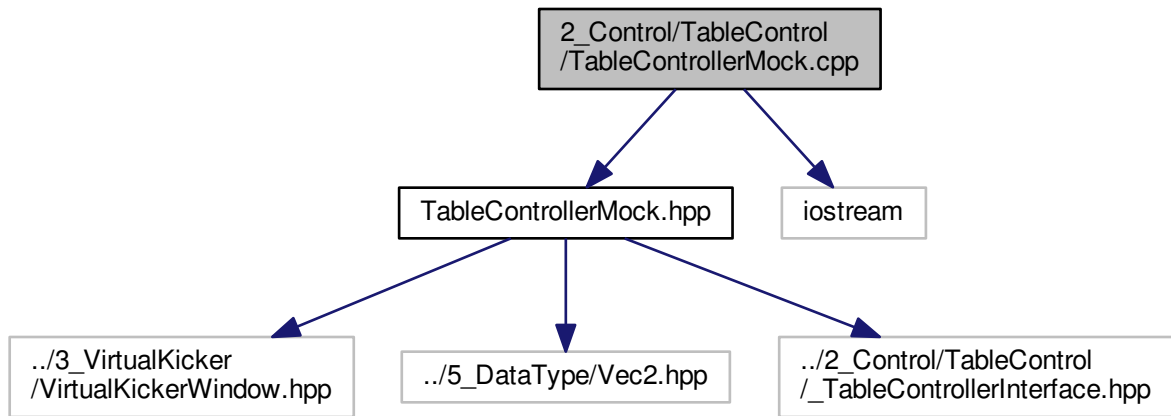 2_Control/TableControl
/TableControllerMock.cpp
TableControllerMock.hpp
iostream
../3_VirtualKicker
/VirtualKickerWindow.hpp
../5_DataType/Vec2.hpp
../2_Control/TableControl
/_TableControllerInterface.hpp